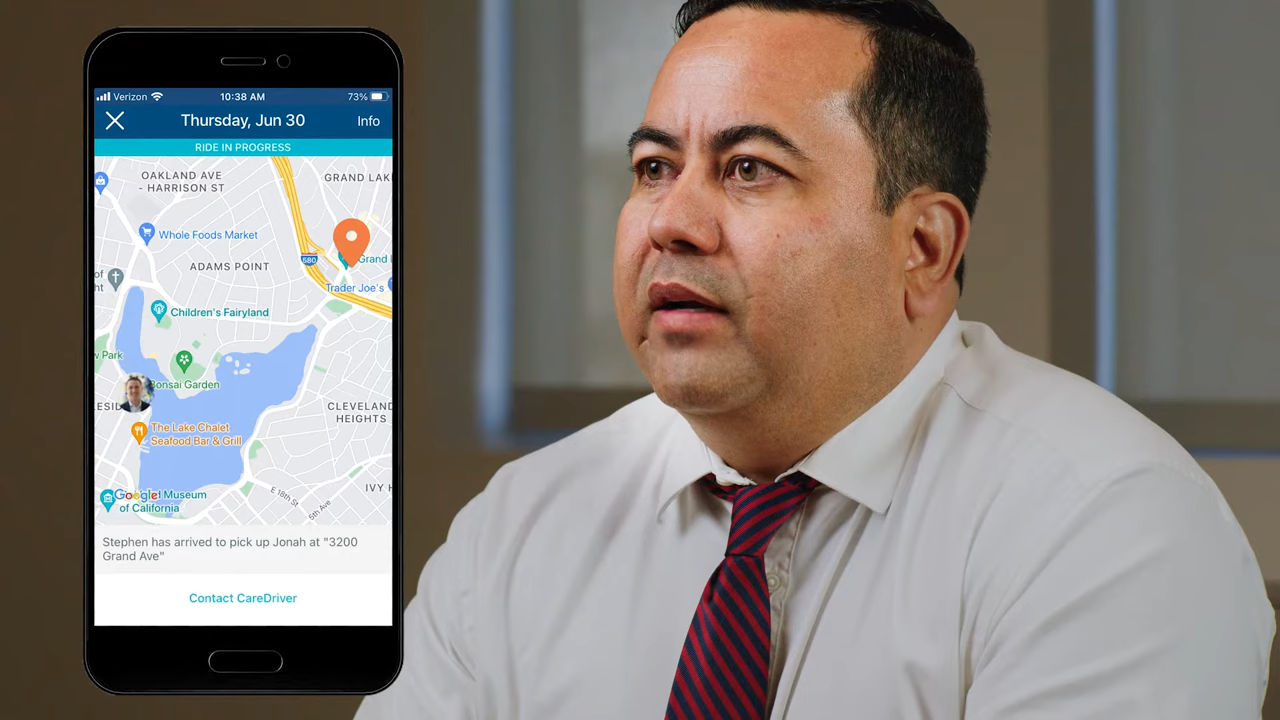 Verizon
10:38 AM
73%
Thursday, Jun 30
Info
RIDE IN PROGRESS
OAKLAND AVE
- HARRISON ST
GRAND LAK
Whole Foods Market
ADAMS POINT
580
Grand
of
ht
Trader Joe's
Children's Fairyland
Park
Bonsai Garden
ESID
CLEVELAND
HEIGHTS
The Lake Chalet
Seafood Bar & Grill
IVY H
E 18th St
5th Ave
Google
Museum
of California
Stephen has arrived to pick up Jonah at "3200
Grand Ave"
Contact CareDriver